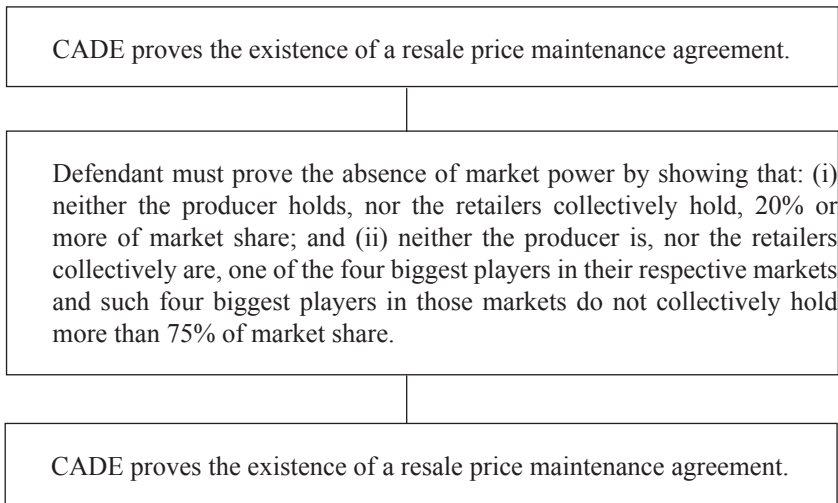 CADE proves the existence of a resale price maintenance agreement.
Defendant must prove the absence of market power by showing that: (i)
neither the producer holds, nor the retailers collectively hold, 20% or
more of market share; and (ii) neither the producer is, nor the retailers
collectively are, one of the four biggest players in their respective markets
and such four biggest players in those markets do not collectively hold
more than 75% of market share.
CADE proves the existence of a resale price maintenance agreement.